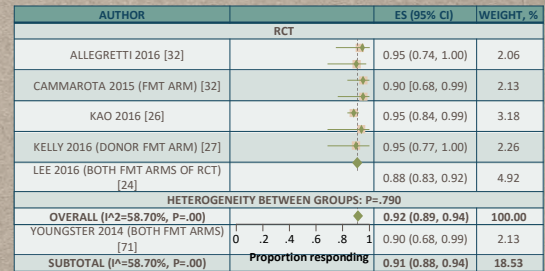 AUTHOR ES (95% CI) WEIGHT, %
RCT
ALLEGRETTI 2016 [32] 0.95 (0.74, 1.00) 2.06
CAMMAROTA 2015 (FMT ARM) [32] 0.90 [0.68, 0.99) 2.13
KAO 2016 [26] 0.95 (0.84, 0.99) 3.18
KELLY 2016 (DONOR FMT ARM) [27] 0.95 (0.77, 1.00) 2.26
LEE 2016 (BOTH FMT ARMS OF RCT)
[24] 0.88 (0.83, 0.92) 4.92
HETEROGENEITY BETWEEN GROUPS: P=.790
OVERALL (I^2=58.70%, P=.00) 0.92 (0.89, 0.94) 100.00
YOUNGSTER 2014 (BOTH FMT ARMS)
[71] 0.90 (0.68, 0.99) 2.13
0 .2 .4 .6 .8 1
Proportion responding
SUBTOTAL (I^=58.70%, P=.00) 0.91 (0.88, 0.94) 18.53